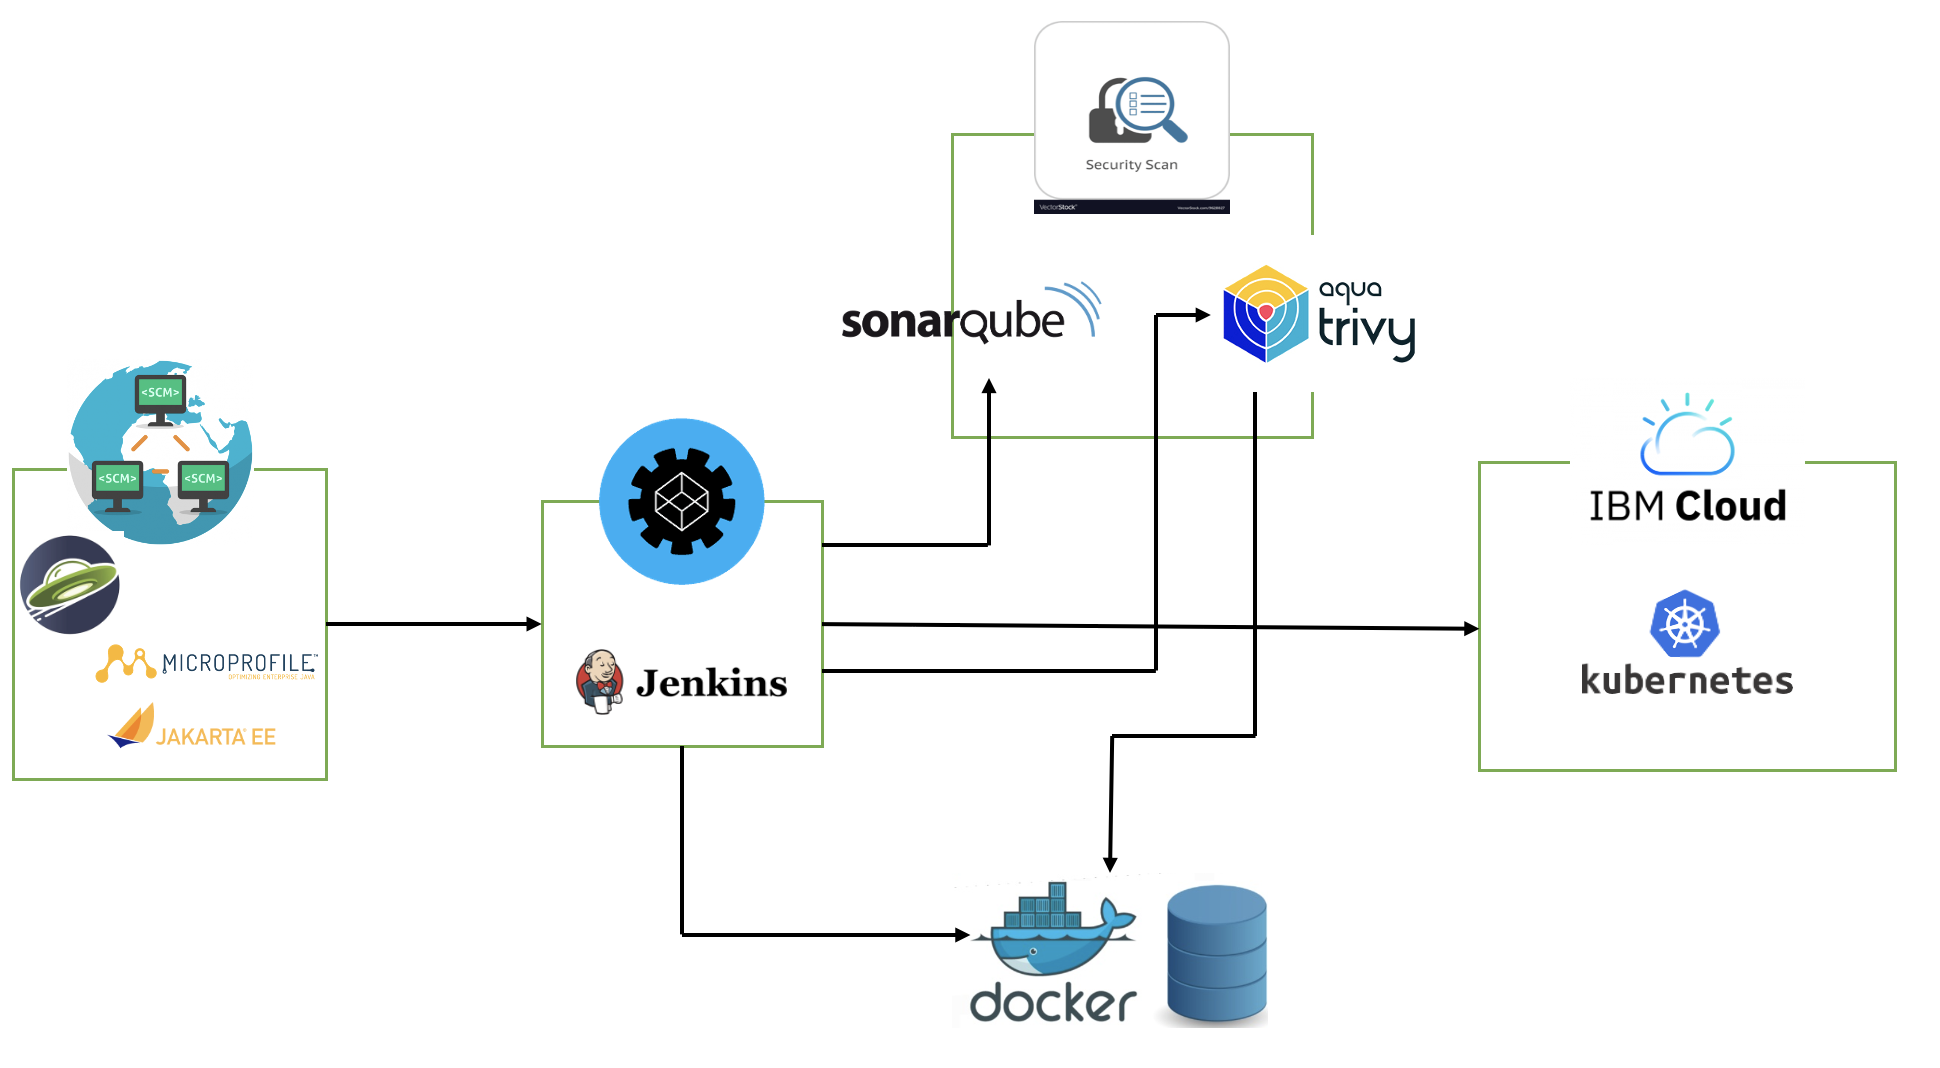 Security Scan
VectorStock®
sonarqube
aqua
trivy
<SCM>
<SCM>
<SCM>
MICROPROFILE™
OPTIMIZING ENTERPRISE JAVA
JAKARTA® EE
Jenkins
IBM Cloud
kubernetes
docker